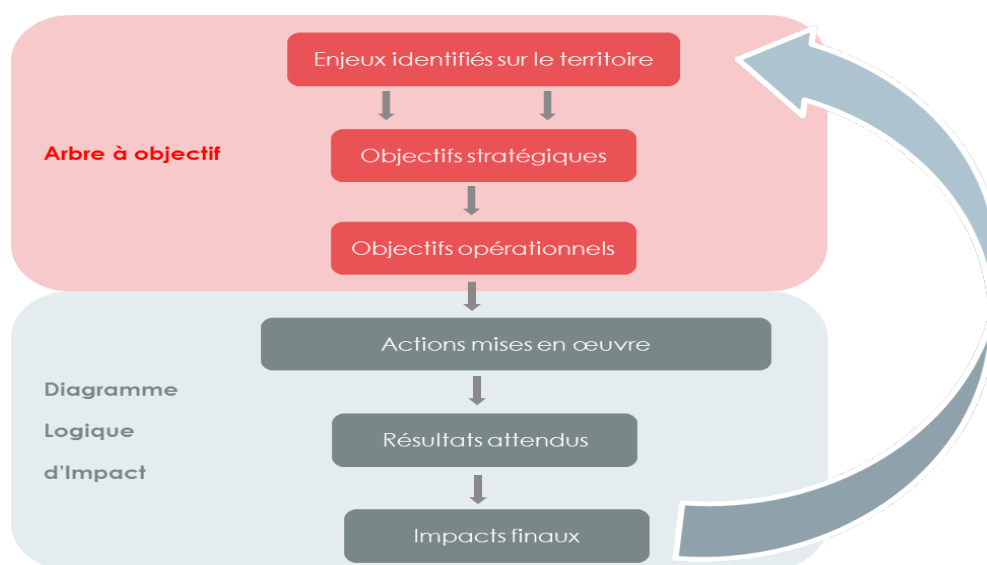 Enjeux identifiés sur le territoire
Arbre à objectif
Objectifs stratégiques
Objectifs opérationnels
Actions mises en œuvre
Diagramme
Logique
d'Impact
Résultats attendus
Impacts finaux